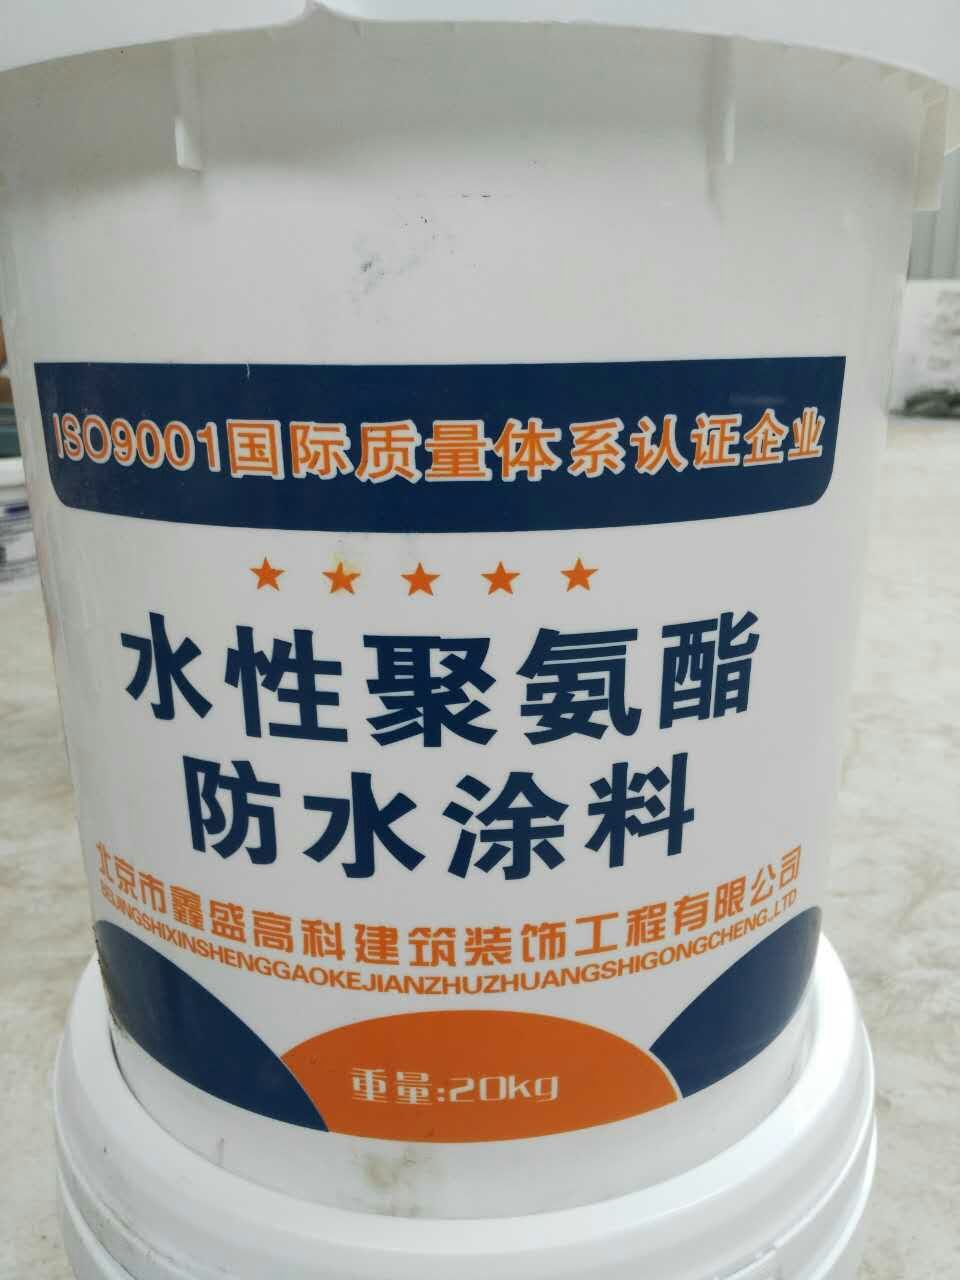 ISO9001国际质量体系认证企业
水性聚氨酯
防水涂料
北京市鑫盛高科建筑装饰工程有限公司
BEIJINGSHIXINSHENGGAOKEJIANZHUZHUANGSHIGONGCHENG.LTD
重量:20kg